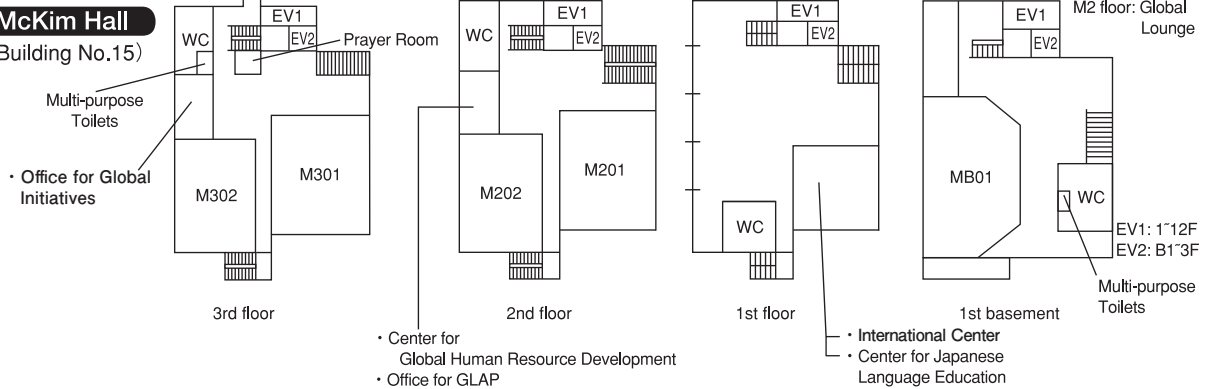 McKim Hall
Building No.15)
WC
EV1
EV2
Prayer Room
Multi-purpose
Toilets
・Office for Global
Initiatives
M302
M301
3rd floor
WC
EV1
EV2
M202
M201
2nd floor
・Center for
Global Human Resource Development
・Office for GLAP
EV1
EV2
WC
1st floor
・International Center
・Center for Japanese
Language Education
M2 floor: Global
Lounge
EV1
EV2
MB01
WC
EV1: 1~12F
EV2: B1~3F
Multi-purpose
Toilets
1st basement